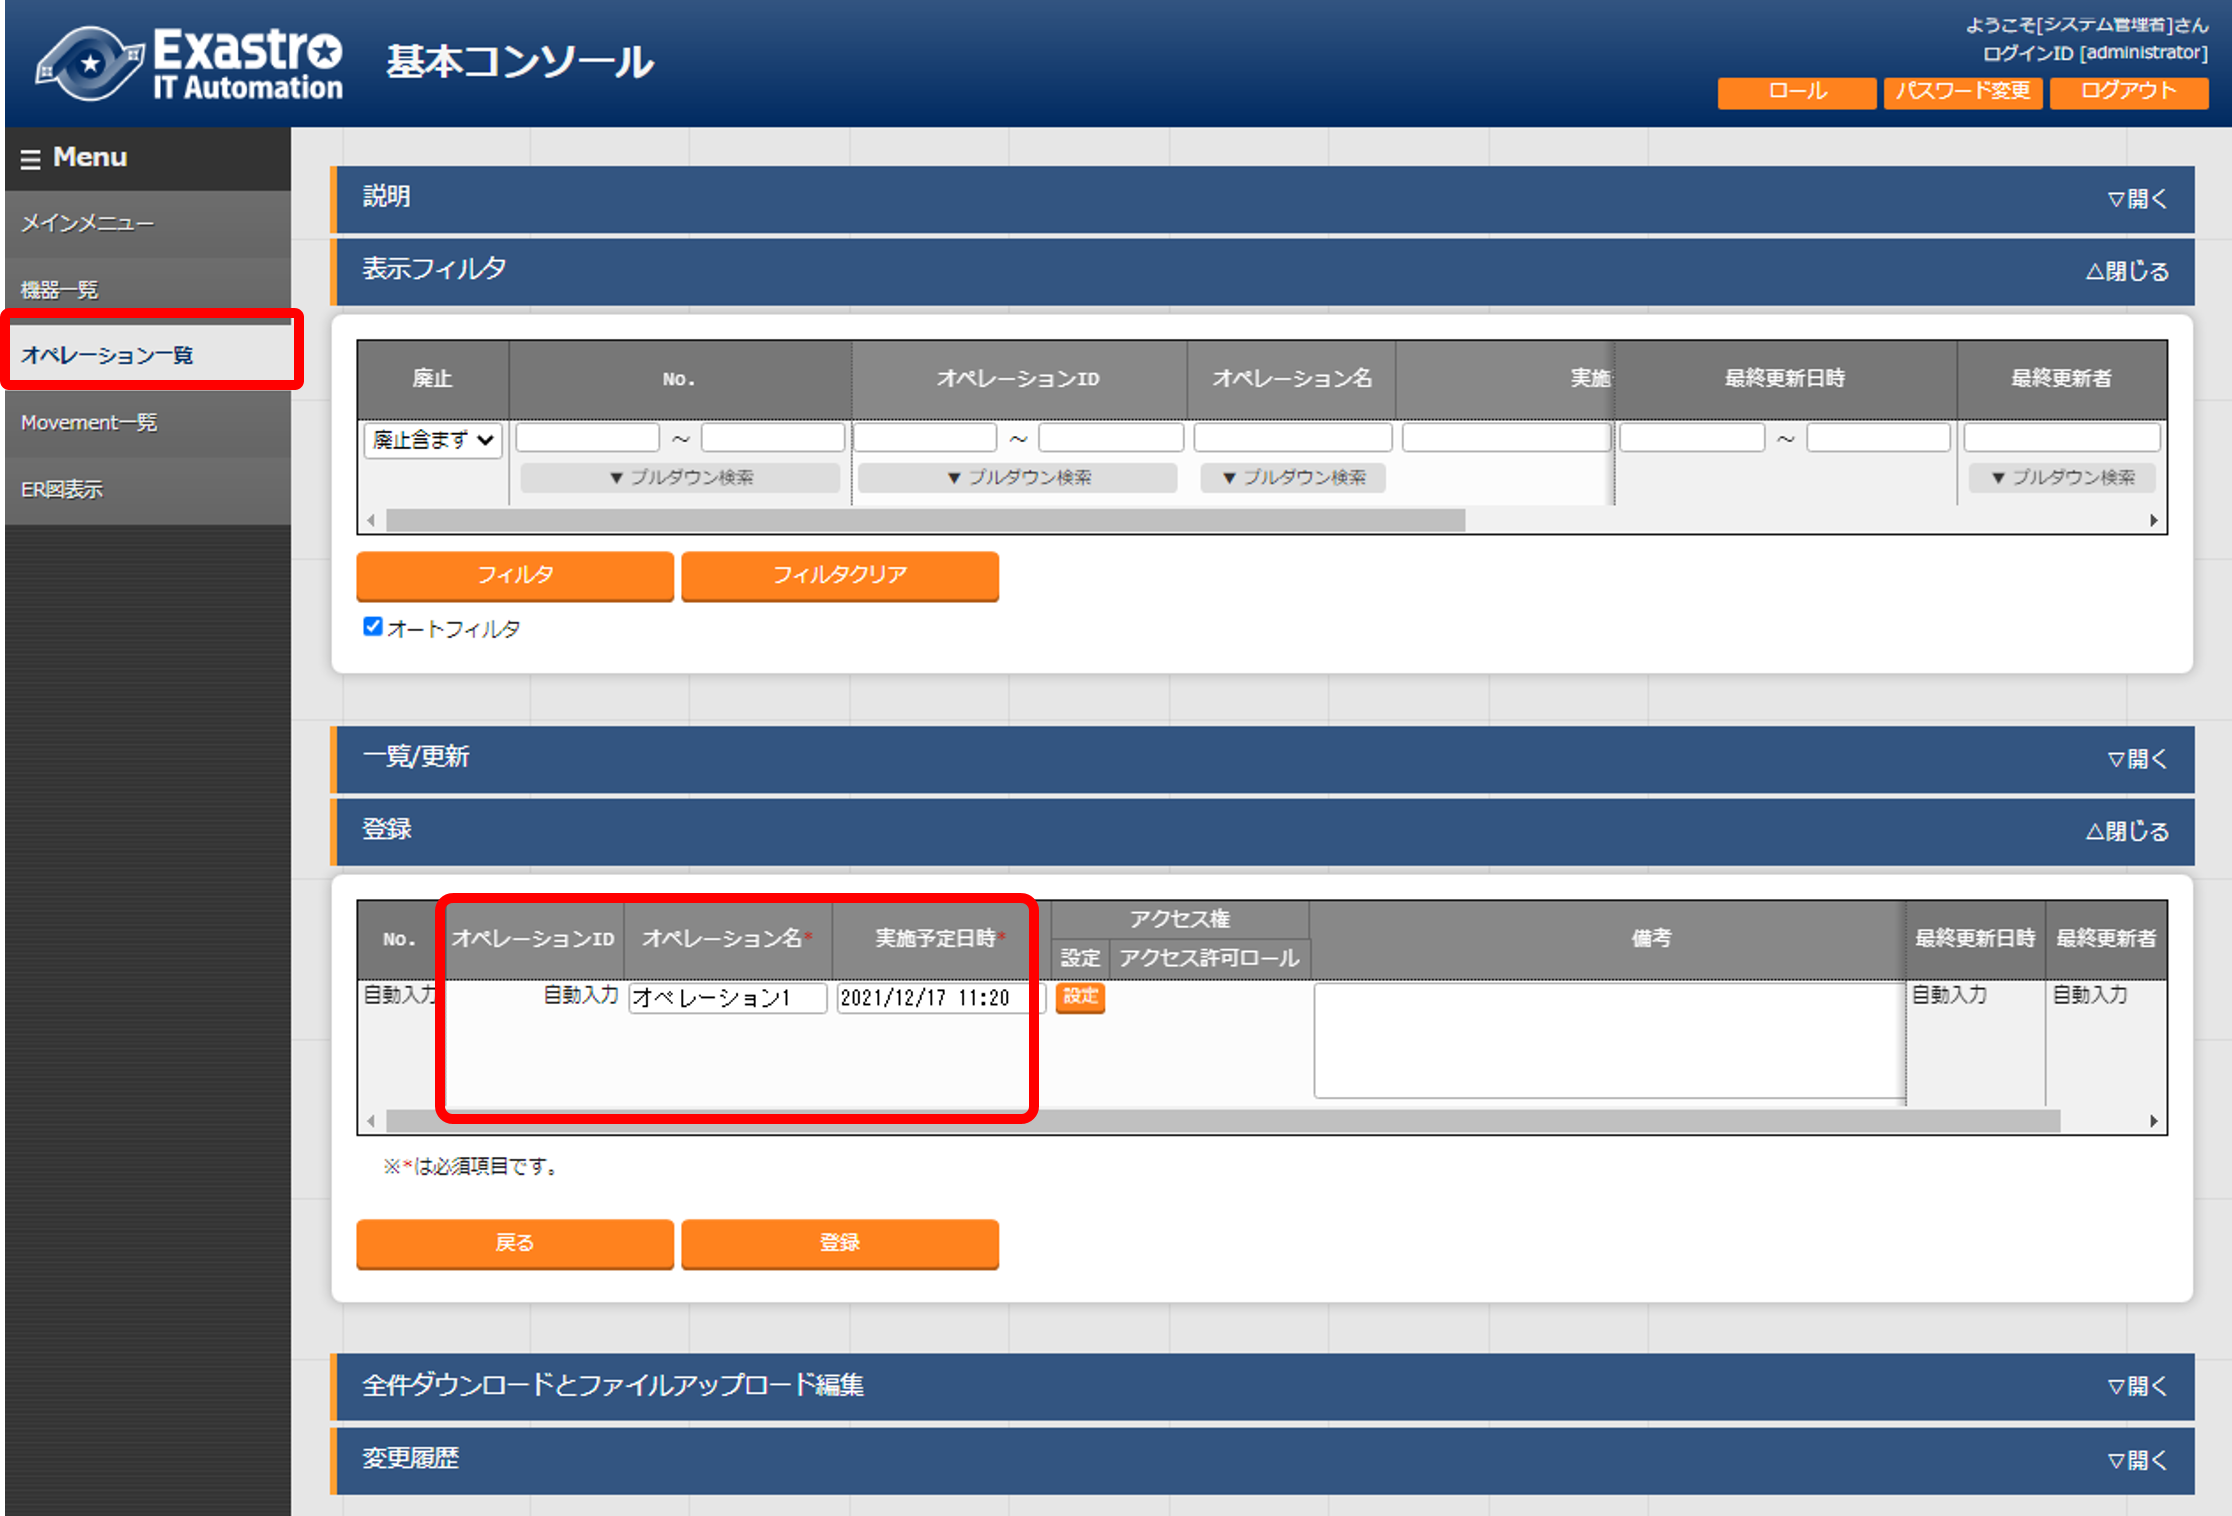 Exastro
IT Automation
基本コンソール
ようこそ[システム管理者]さん
ログインID [administrator]
ロール
パスワード変更
ログアウト
Menu
メインメニュー
機器一覧
オペレーション一覧
Movement一覧
ER図表示
説明
▽開く
表示フィルタ
△閉じる
廃止 No. オペレーションID オペレーション名 実施 最終更新日時 最終更新者
廃止含まず ～ ～ ～
▼ プルダウン検索 ▼ プルダウン検索 ▼ プルダウン検索 ▼ プルダウン検索
フィルタ フィルタクリア
オートフィルタ
一覧/更新
▽開く
登録
△閉じる
アクセス権
No. オペレーションID オペレーション名* 実施予定日時* 備考 最終更新日時 最終更新者
設定 アクセス許可ロール
自動入力 自動入力 オペレーション1 2021/12/17 11:20 設定 自動入力 自動入力
※*は必須項目です。
戻る 登録
全件ダウンロードとファイルアップロード編集
▽開く
変更履歴
▽開く